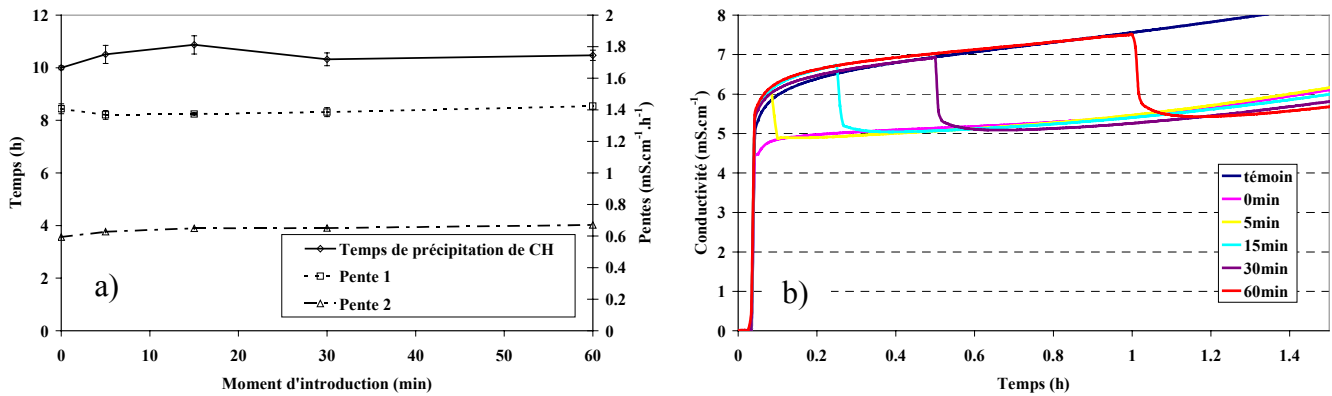 12
10
8
6
4
2
0
Temps (h)
0
10
20
30
40
50
60
Moment d'introduction (min)
2
1.8
1.6
1.4
1.2
1
0.8
0.6
0.4
0.2
0
Pentes (mS.cm⁻¹.h⁻¹)
Temps de précipitation de CH
Pente 1
Pente 2
a)
8
7
6
5
4
3
2
1
0
Conductivité (mS.cm⁻¹)
0
0.2
0.4
0.6
0.8
1
1.2
1.4
Temps (h)
témoin
0min
5min
15min
30min
60min
b)